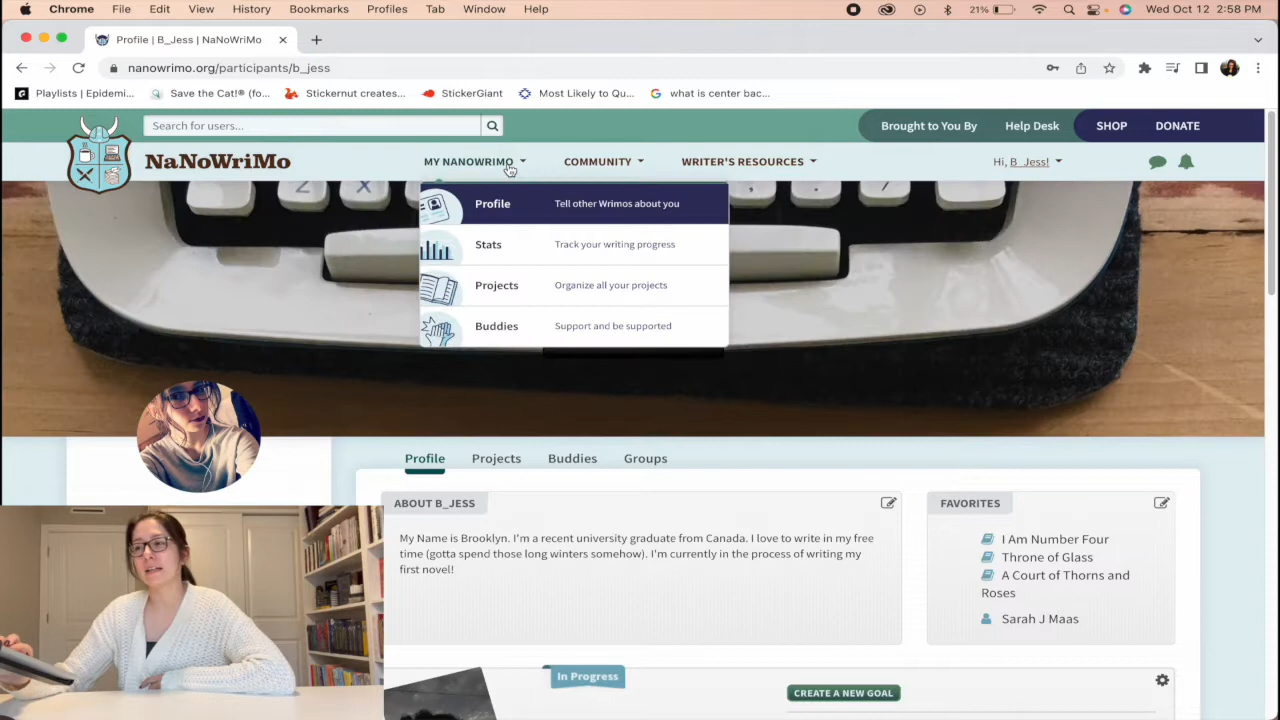 Chrome File Edit View History Bookmarks Profiles Tab Window Help 21% Wed Oct 12 2:58 PM
Profile | B_Jess | NaNoWriMo
nanowrimo.org/participants/b_jess
Playlists | Epidemi... Save the Cat!® (fo... Stickernut creates... StickerGiant Most Likely to Qu... what is center bac...
Search for users... Brought to You By Help Desk SHOP DONATE
NaNoWriMo MY NANOWRIMO COMMUNITY WRITER'S RESOURCES Hi, B_Jess!
Z X
Profile Tell other Wrimos about you
Stats Track your writing progress
Projects Organize all your projects
Buddies Support and be supported
Profile Projects Buddies Groups
ABOUT B_JESS
My Name is Brooklyn. I'm a recent university graduate from Canada. I love to write in my free
time (gotta spend those long winters somehow). I'm currently in the process of writing my
first novel!
FAVORITES
I Am Number Four
Throne of Glass
A Court of Thorns and
Roses
Sarah J Maas
In Progress
CREATE A NEW GOAL